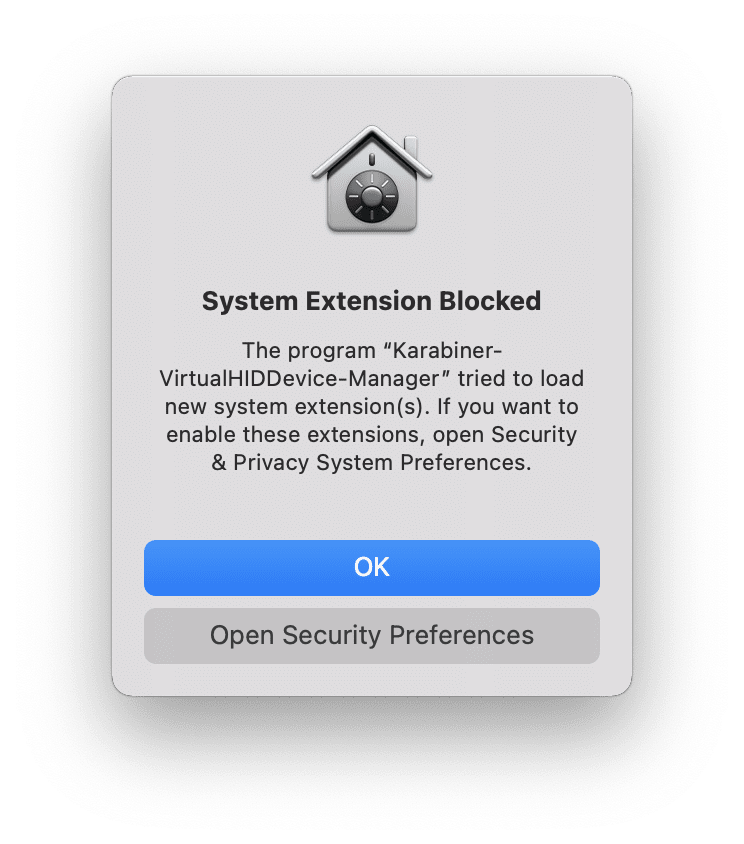 System Extension Blocked
The program “Karabiner-
VirtualHIDDevice-Manager” tried to load
new system extension(s). If you want to
enable these extensions, open Security
& Privacy System Preferences.
OK
Open Security Preferences